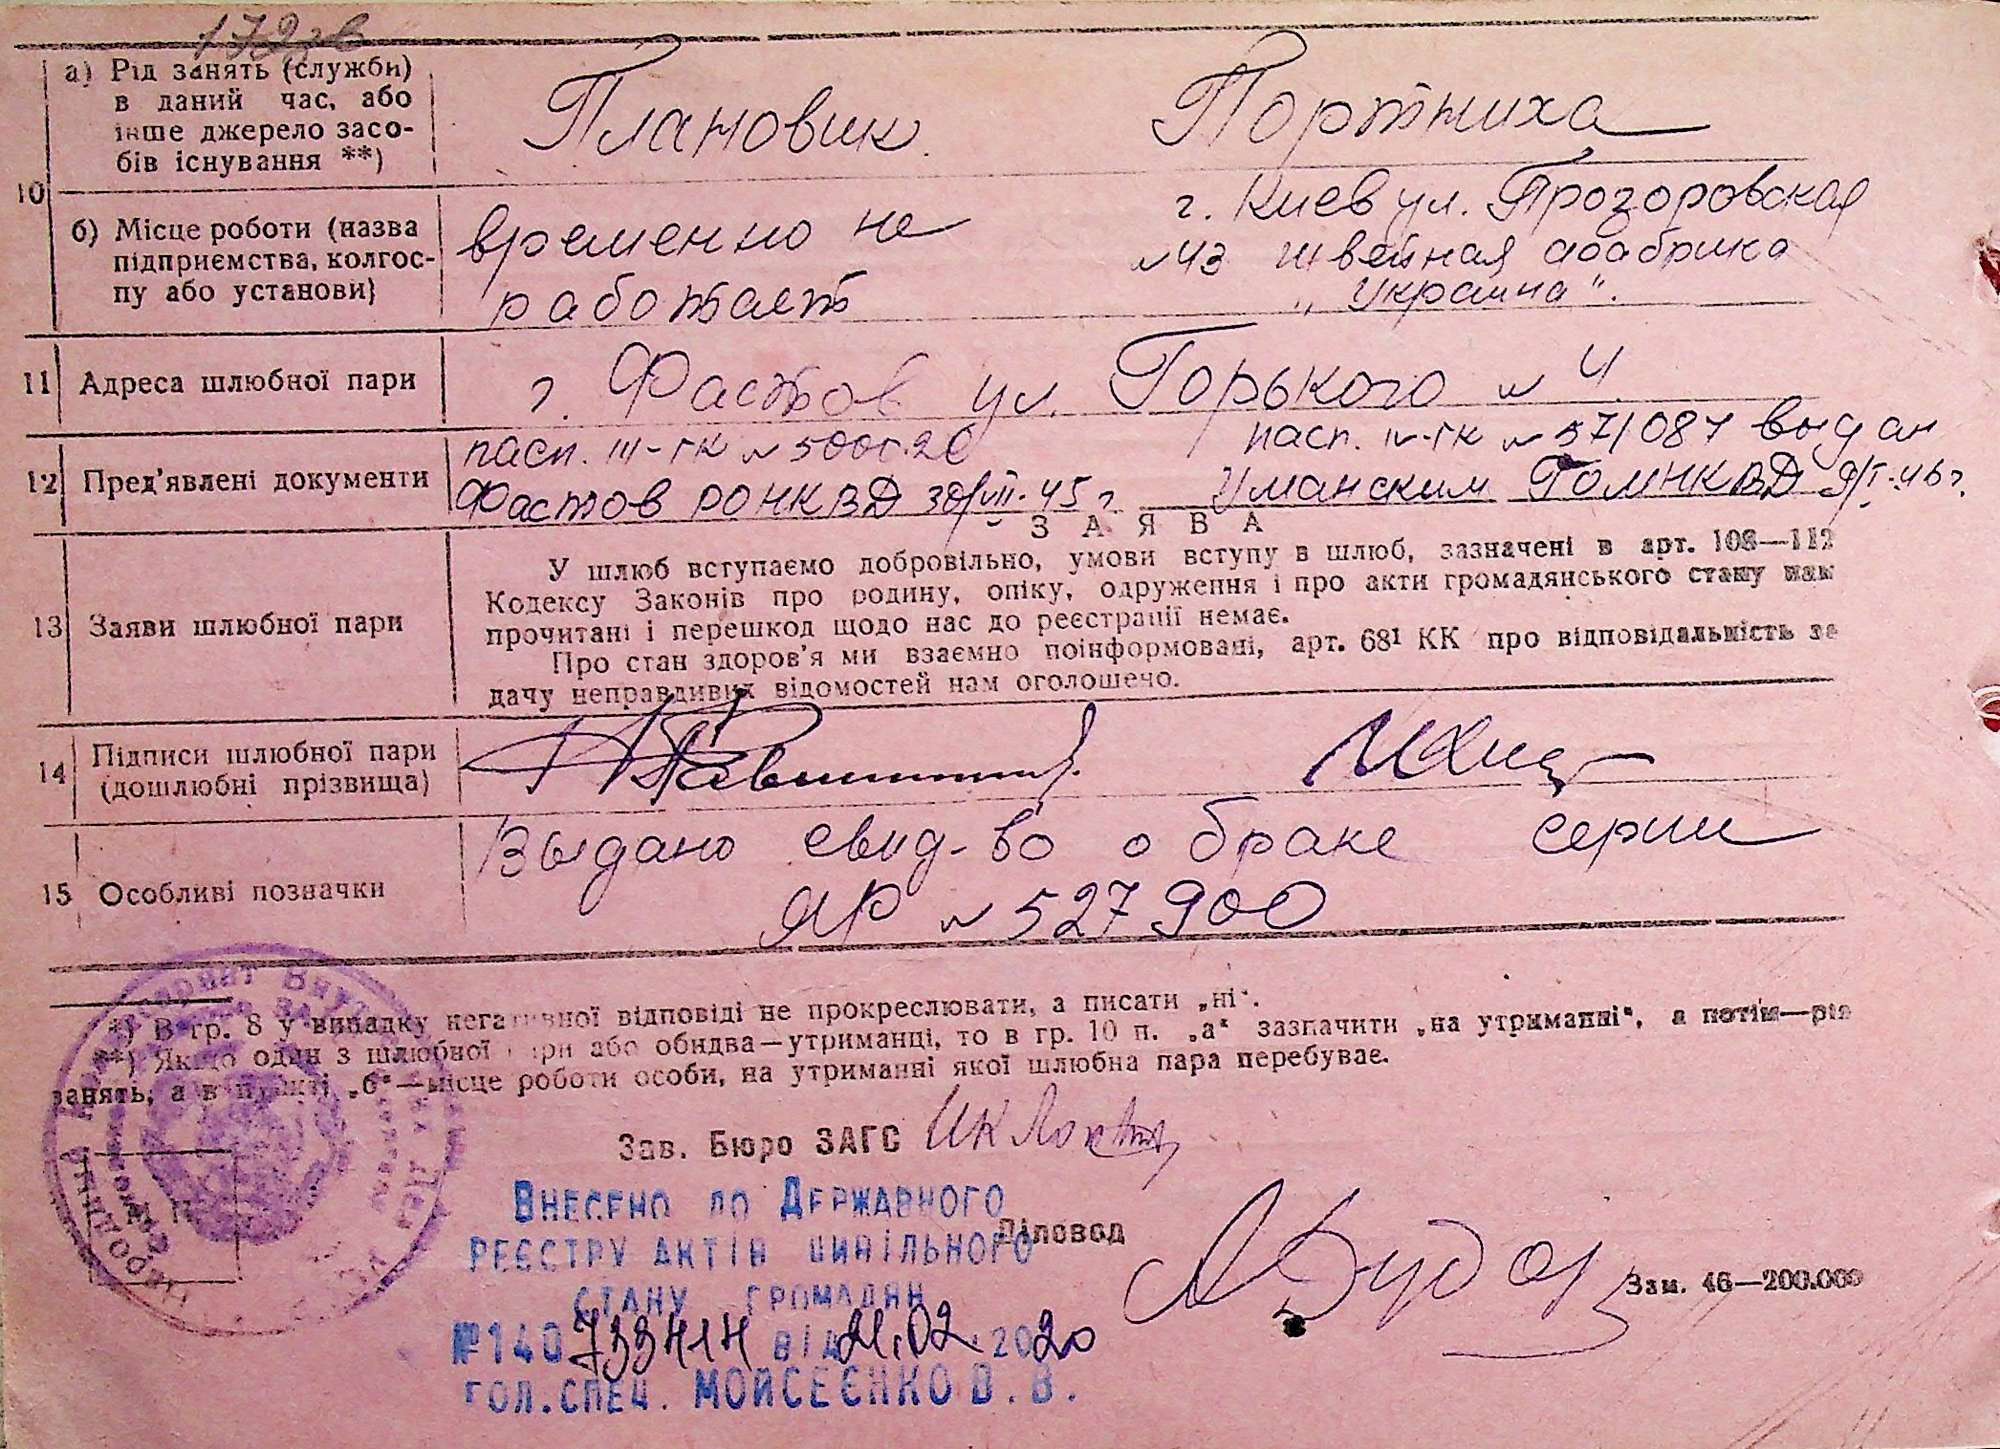 а) Рід занять (служби)
в даний час, або
інше джерело засо-
бів існування **)
Плановик.
Портниха
10
б) Місце роботи (назва
підприємства, колгос-
пу або установи)
временно не
работает
г. Киев ул. Прозоровская
№ 43 швейная фабрика
„Украина".
11 Адреса шлюбної пари
г. Фастов ул. Горького № 4
12 Пред'явлені документи
пасп. III-ГК №
Фастов РОНКВД 30/VII-45 г.
пасп. IV-ГК № 571087 выдан
Уманским ГомНКВД 9/I-46 г.
13 Заяви шлюбної пари
ЗАЯВА
У шлюб вступаємо добровільно, умови вступу в шлюб, зазначені в арт. 108—112
Кодексу Законів про родину, опіку, одруження і про акти громадянського стану нам
прочитані і перешкод щодо нас до реєстрації немає.
Про стан здоров'я ми взаємно поінформовані, арт. 68¹ КК про відповідальність за
дачу неправдивих відомостей нам оголошено.
14 Підписи шлюбної пари
(дошлюбні прізвища)
15 Особливі позначки
Выдано свид-во о браке серии
ЯР № 527900
*) В гр. 8 у випадку негативної відповіді не прокреслювати, а писати „ні".
**) Якщо один з шлюбної пари або обидва—утриманці, то в гр. 10 п. „а" зазначити „на утриманні", а потім—рід
занять, а в пункті „б"—місце роботи особи, на утриманні якої шлюбна пара перебуває.
Зав. Бюро ЗАГС
Діловод
Зам. 46—200.000
Внесено до Державного
реєстру актів цивільного
стану громадян
№140 від 21.02.2020
гол.спец. Мойсеєнко В.В.